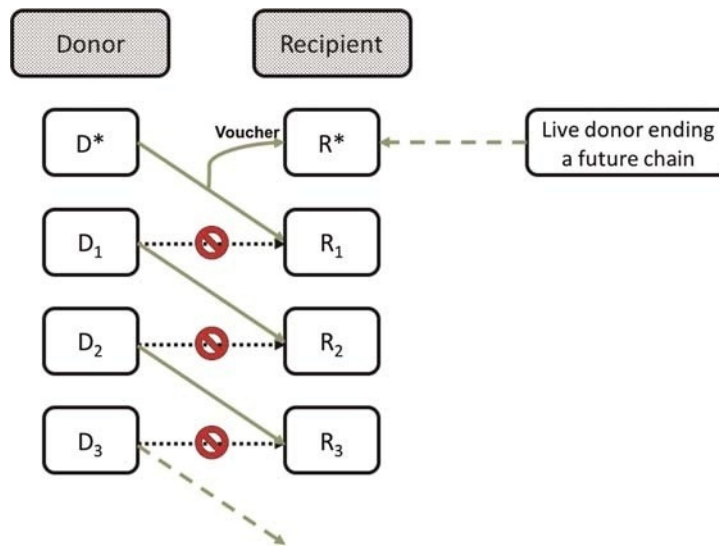 Donor
Recipient
D*
Voucher
R*
Live donor ending
a future chain
D₁
R₁
D₂
R₂
D₃
R₃